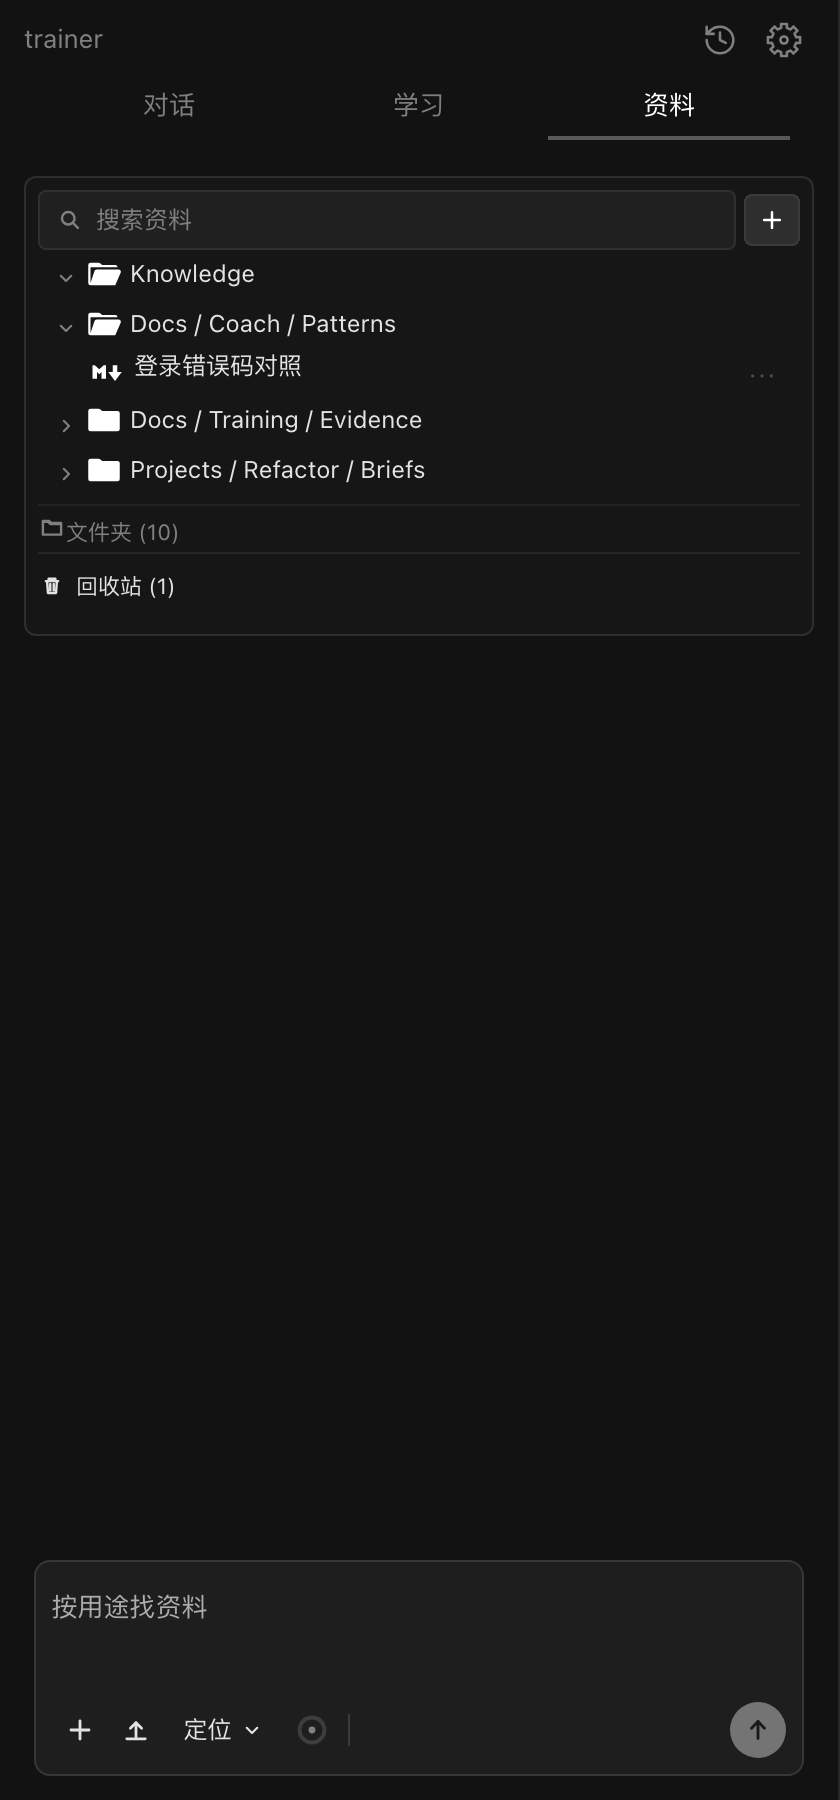 trainer
对话 学习 资料
搜索资料
Knowledge
Docs / Coach / Patterns
登录错误码对照
...
Docs / Training / Evidence
Projects / Refactor / Briefs
文件夹 (10)
回收站 (1)
按用途找资料
定位